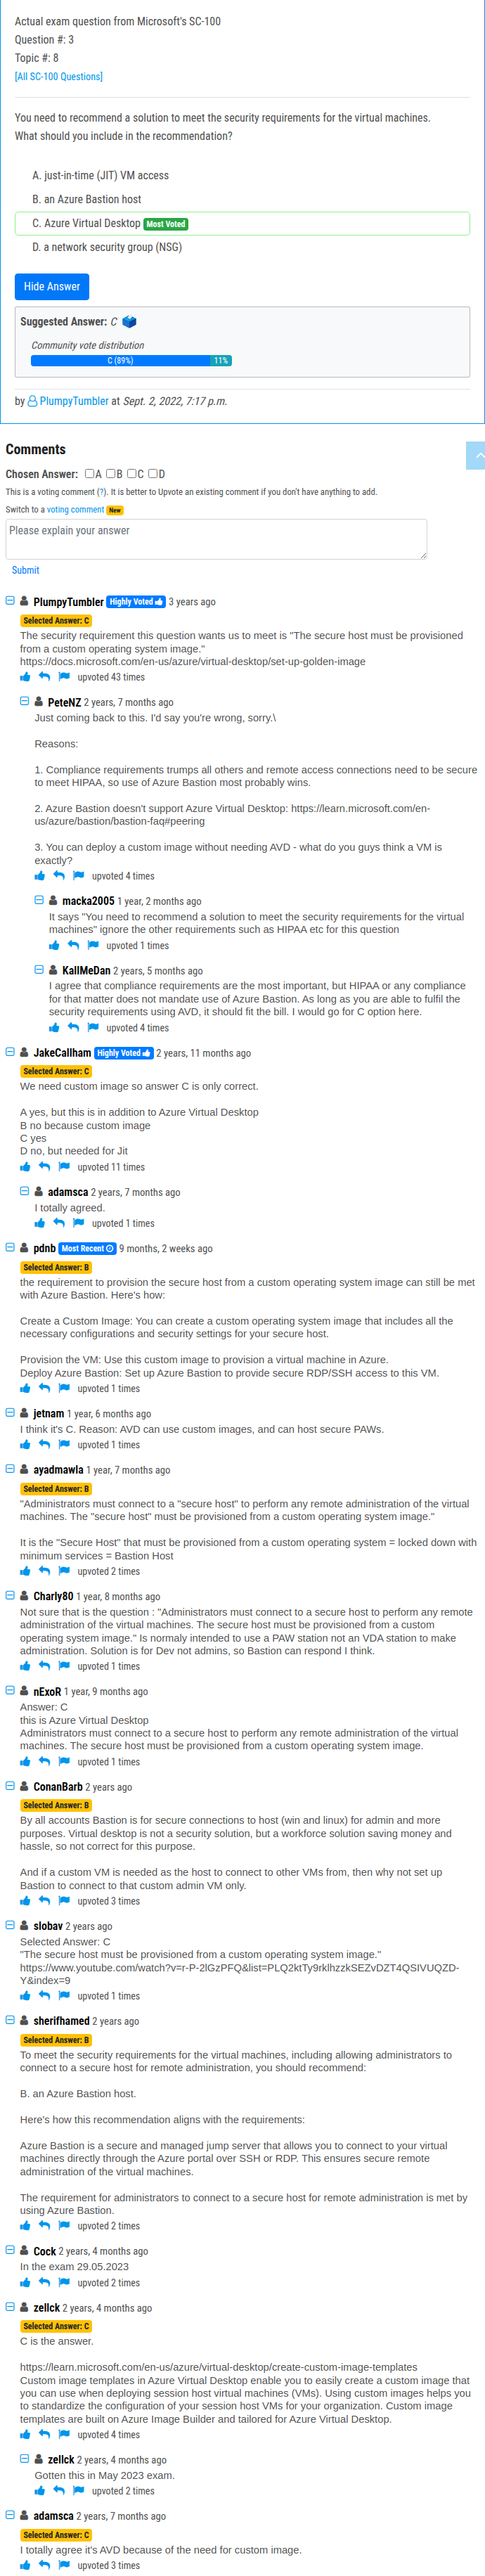 Actual exam question from Microsoft's SC-100
Question #: 3
Topic #: 8
[All SC-100 Questions]
You need to recommend a solution to meet the security requirements for the virtual machines.
What should you include in the recommendation?
A. just-in-time (JIT) VM access
B. an Azure Bastion host
C. Azure Virtual Desktop Most Voted
D. a network security group (NSG)
Hide Answer
Suggested Answer: C
Community vote distribution
C (89%) 11%
by PlumpyTumbler at Sept. 2, 2022, 7:17 p.m.
Comments
Chosen Answer: A B C D
This is a voting comment (?). It is better to Upvote an existing comment if you don't have anything to add.
Switch to a voting comment New
Please explain your answer
Submit
PlumpyTumbler Highly Voted 3 years ago
Selected Answer: C
The security requirement this question wants us to meet is "The secure host must be provisioned
from a custom operating system image."
https://docs.microsoft.com/en-us/azure/virtual-desktop/set-up-golden-image
upvoted 43 times
PeteNZ 2 years, 7 months ago
Just coming back to this. I'd say you're wrong, sorry.\
Reasons:
1. Compliance requirements trumps all others and remote access connections need to be secure
to meet HIPAA, so use of Azure Bastion most probably wins.
2. Azure Bastion doesn't support Azure Virtual Desktop: https://learn.microsoft.com/en-
us/azure/bastion/bastion-faq#peering
3. You can deploy a custom image without needing AVD - what do you guys think a VM is
exactly?
upvoted 4 times
macka2005 1 year, 2 months ago
It says "You need to recommend a solution to meet the security requirements for the virtual
machines" ignore the other requirements such as HIPAA etc for this question
upvoted 1 times
KallMeDan 2 years, 5 months ago
I agree that compliance requirements are the most important, but HIPAA or any compliance
for that matter does not mandate use of Azure Bastion. As long as you are able to fulfil the
security requirements using AVD, it should fit the bill. I would go for C option here.
upvoted 4 times
JakeCallham Highly Voted 2 years, 11 months ago
Selected Answer: C
We need custom image so answer C is only correct.
A yes, but this is in addition to Azure Virtual Desktop
B no because custom image
C yes
D no, but needed for Jit
upvoted 11 times
adamsca 2 years, 7 months ago
I totally agreed.
upvoted 1 times
pdnb Most Recent 9 months, 2 weeks ago
Selected Answer: B
the requirement to provision the secure host from a custom operating system image can still be met
with Azure Bastion. Here's how:
Create a Custom Image: You can create a custom operating system image that includes all the
necessary configurations and security settings for your secure host.
Provision the VM: Use this custom image to provision a virtual machine in Azure.
Deploy Azure Bastion: Set up Azure Bastion to provide secure RDP/SSH access to this VM.
upvoted 1 times
jetnam 1 year, 6 months ago
I think it's C. Reason: AVD can use custom images, and can host secure PAWs.
upvoted 1 times
ayadmawla 1 year, 7 months ago
Selected Answer: B
"Administrators must connect to a "secure host" to perform any remote administration of the virtual
machines. The "secure host" must be provisioned from a custom operating system image."
It is the "Secure Host" that must be provisioned from a custom operating system = locked down with
minimum services = Bastion Host
upvoted 2 times
Charly80 1 year, 8 months ago
Not sure that is the question : "Administrators must connect to a secure host to perform any remote
administration of the virtual machines. The secure host must be provisioned from a custom
operating system image." Is normaly intended to use a PAW station not an VDA station to make
administration. Solution is for Dev not admins, so Bastion can respond I think.
upvoted 1 times
nExoR 1 year, 9 months ago
Answer: C
this is Azure Virtual Desktop
Administrators must connect to a secure host to perform any remote administration of the virtual
machines. The secure host must be provisioned from a custom operating system image.
upvoted 1 times
ConanBarb 2 years ago
Selected Answer: B
By all accounts Bastion is for secure connections to host (win and linux) for admin and more
purposes. Virtual desktop is not a security solution, but a workforce solution saving money and
hassle, so not correct for this purpose.
And if a custom VM is needed as the host to connect to other VMs from, then why not set up
Bastion to connect to that custom admin VM only.
upvoted 3 times
slobav 2 years ago
Selected Answer: C
"The secure host must be provisioned from a custom operating system image."
https://www.youtube.com/watch?v=r-P-2lGzPFQ&list=PLQ2ktTy9rklhzzkSEZvDZT4QSIVUQZD-
Y&index=9
upvoted 1 times
sherifhamed 2 years ago
Selected Answer: B
To meet the security requirements for the virtual machines, including allowing administrators to
connect to a secure host for remote administration, you should recommend:
B. an Azure Bastion host.
Here's how this recommendation aligns with the requirements:
Azure Bastion is a secure and managed jump server that allows you to connect to your virtual
machines directly through the Azure portal over SSH or RDP. This ensures secure remote
administration of the virtual machines.
The requirement for administrators to connect to a secure host for remote administration is met by
using Azure Bastion.
upvoted 2 times
Cock 2 years, 4 months ago
In the exam 29.05.2023
upvoted 2 times
zellck 2 years, 4 months ago
Selected Answer: C
C is the answer.
https://learn.microsoft.com/en-us/azure/virtual-desktop/create-custom-image-templates
Custom image templates in Azure Virtual Desktop enable you to easily create a custom image that
you can use when deploying session host virtual machines (VMs). Using custom images helps you
to standardize the configuration of your session host VMs for your organization. Custom image
templates are built on Azure Image Builder and tailored for Azure Virtual Desktop.
upvoted 4 times
zellck 2 years, 4 months ago
Gotten this in May 2023 exam.
upvoted 2 times
adamsca 2 years, 7 months ago
Selected Answer: C
I totally agree it's AVD because of the need for custom image.
upvoted 3 times